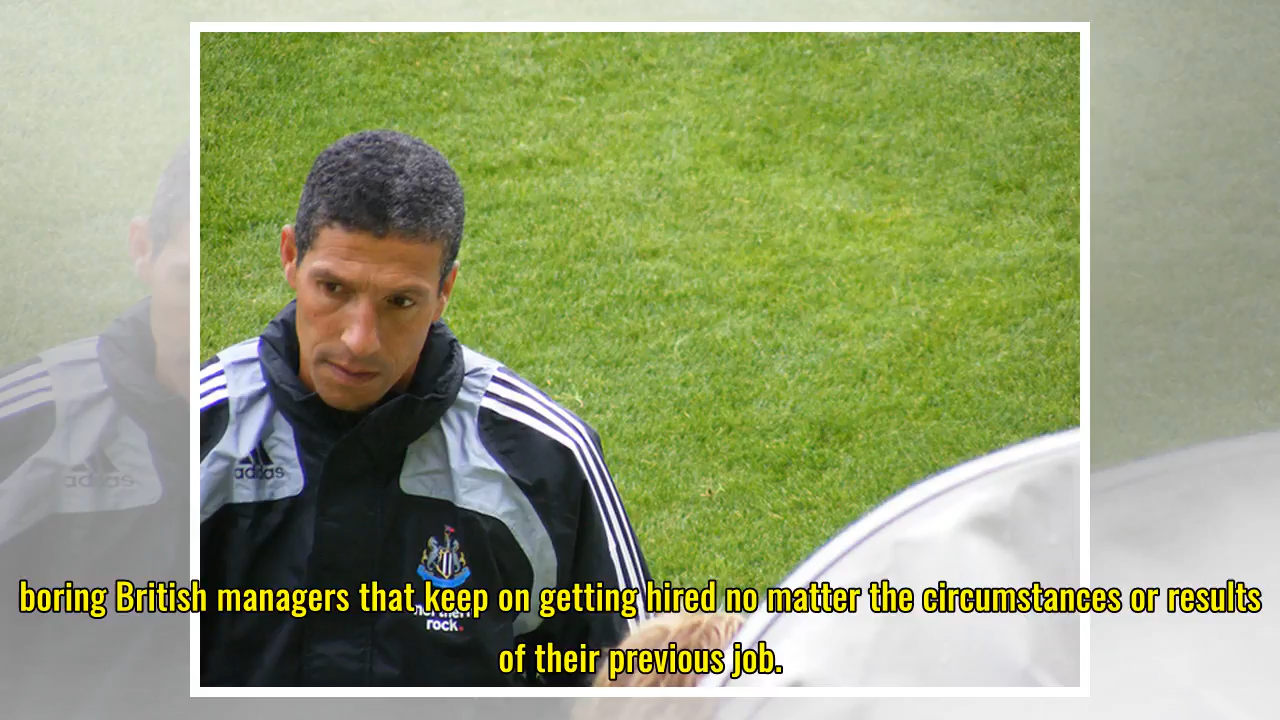 adidas
boring British managers that keep on getting hired no matter the circumstances or results
rock.
of their previous job.